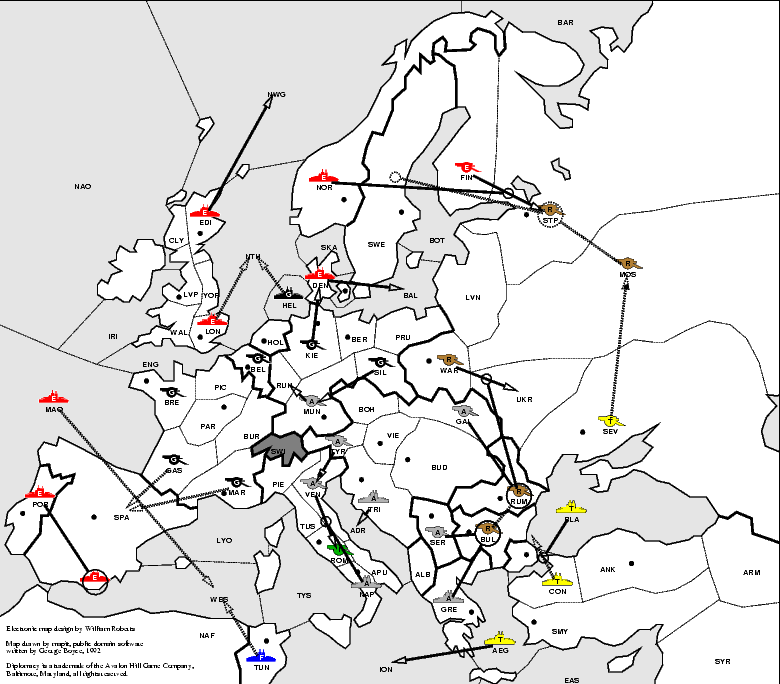 BAR
NWG
NAO
NOR
E
E
FIN
EDI
E
R
STP
CLY
SKA
SWE
BOT
NTH
MOS
R
DEN
E
LVP
YOR
HEL
G
BAL
LVN
IRI
WAL
LON
E
HOL
KIE
G
BER
PRU
ENG
BEL
G
SIL
G
WAR
R
BRE
G
PIC
RUH
MUN
A
UKR
MAO
E
BOH
GAL
A
SEV
T
PAR
BUR
SWI
TYR
A
VIE
BUD
GAS
G
MAR
G
PIE
VEN
A
TRI
A
RUM
R
POR
E
SPA
TUS
ADR
SER
A
BUL
R
BLA
T
LYO
ROM
APU
ALB
ANK
ARM
E
WES
TYS
NAP
A
GRE
A
CON
T
NAF
SMY
AEG
T
TUN
F
ION
EAS
SYR
Electronic map design by William Roberts
Map drawn by mapit, public domain software
written by George Boyce, 1992
Diplomacy is a trademark of the Avalon Hill Game Company,
Baltimore, Maryland, all rights reserved.